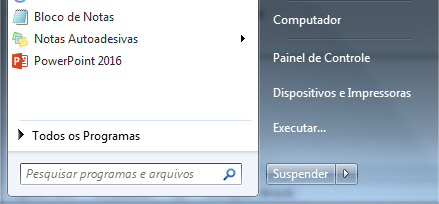 Bloco de Notas
Notas Autoadesivas
PowerPoint 2016
Todos os Programas
Pesquisar programas e arquivos
Computador
Painel de Controle
Dispositivos e Impressoras
Executar...
Suspender